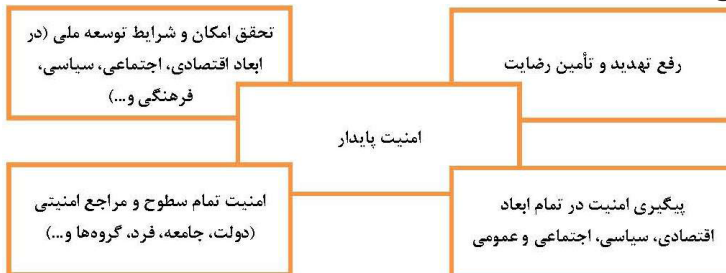 رفع تهدید و تأمین رضایت
تحقق امکان و شرایط توسعه ملی (در
ابعاد اقتصادی، اجتماعی، سیاسی،
فرهنگی و...)
امنیت پایدار
پیگیری امنیت در تمام ابعاد
اقتصادی، سیاسی، اجتماعی و عمومی
امنیت تمام سطوح و مراجع امنیتی
(دولت، جامعه، فرد، گروه‌ها و...)